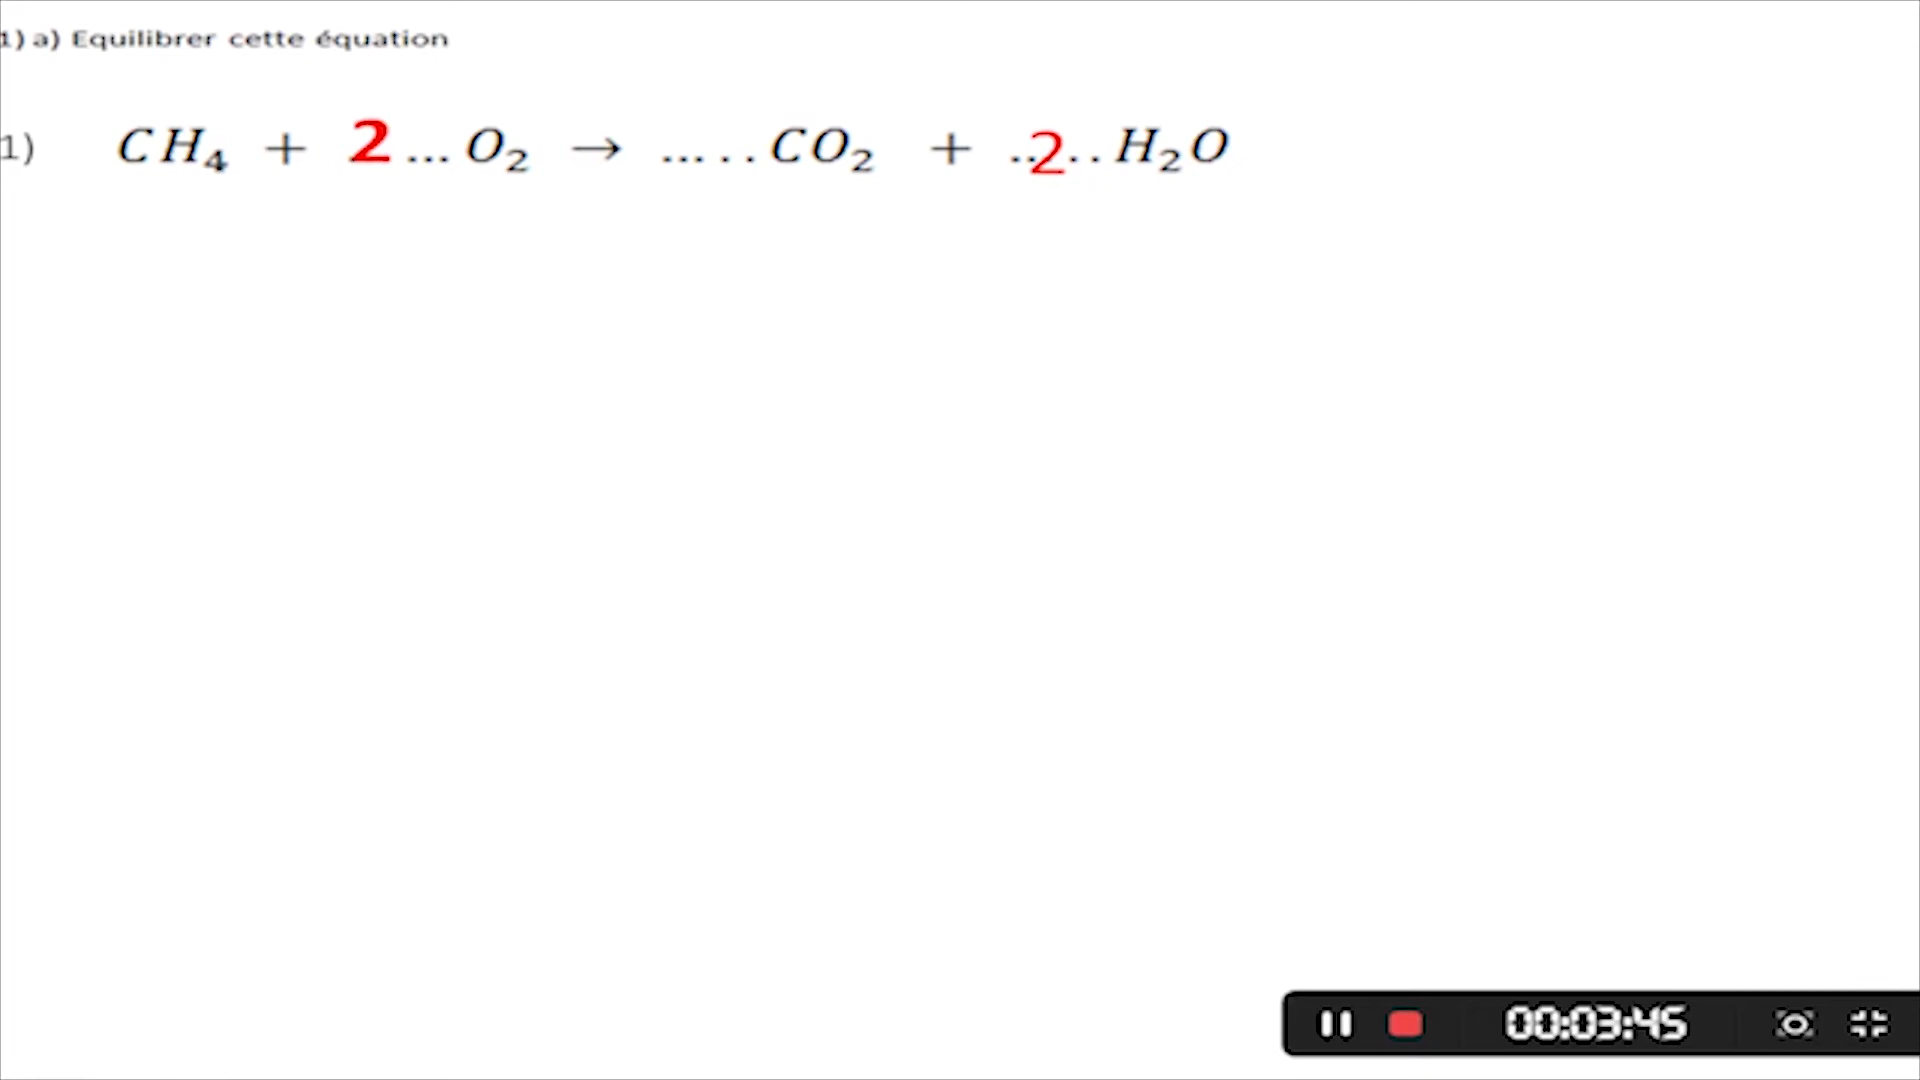 1) a) Equilibrer cette équation
1) CH₄ + 2 ... O₂ → ..... CO₂ + ..2.. H₂O
00:03:45